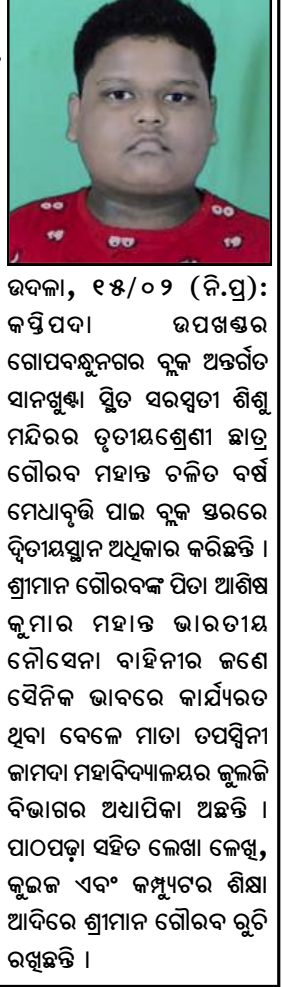 ଉଦଳା, ୧୫/୦୨ (ନି.ପ୍ର):
କପ୍ତିପଦା ଉପଖଣ୍ଡର
ଗୋପବନ୍ଧୁନଗର ବ୍ଲକ ଅନ୍ତର୍ଗତ
ସାନଖୁଣ୍ଟା ସ୍ଥିତ ସରସ୍ୱତୀ ଶିଶୁ
ମନ୍ଦିରର ତୃତୀୟଶ୍ରେଣୀ ଛାତ୍ର
ଗୌରବ ମହାନ୍ତ ଚଳିତ ବର୍ଷ
ମେଧାବୃତ୍ତି ପାଇ ବ୍ଲକ ସ୍ତରରେ
ଦ୍ୱିତୀୟସ୍ଥାନ ଅଧିକାର କରିଛନ୍ତି ।
ଶ୍ରୀମାନ ଗୌରବଙ୍କ ପିତା ଆଶିଷ
କୁମାର ମହାନ୍ତ ଭାରତୀୟ
ନୌସେନା ବାହିନୀର ଜଣେ
ସୈନିକ ଭାବରେ କାର୍ଯ୍ୟରତ
ଥିବା ବେଳେ ମାତା ତପସ୍ୱିନୀ
ଜାମଦା ମହାବିଦ୍ୟାଳୟର ଜୁଲଜି
ବିଭାଗର ଅଧ୍ୟାପିକା ଅଛନ୍ତି ।
ପାଠପଢ଼ା ସହିତ ଲେଖା ଳେଖି,
କୁଇଜ ଏବଂ କମ୍ପ୍ୟୁଟର ଶିକ୍ଷା
ଆଦିରେ ଶ୍ରୀମାନ ଗୌରବ ରୁଚି
ରଖିଛନ୍ତି ।